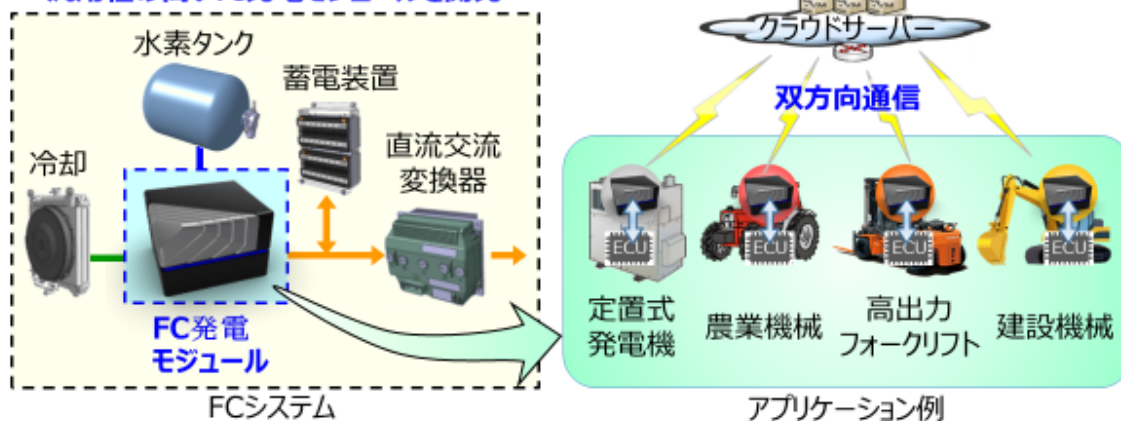 クラウドサーバー
水素タンク
蓄電装置
双方向通信
冷却
直流交流
変換器
ECU
ECU
ECU
ECU
FC発電
モジュール
定置式
発電機
農業機械
高出力
フォークリフト
建設機械
FCシステム
アプリケーション例